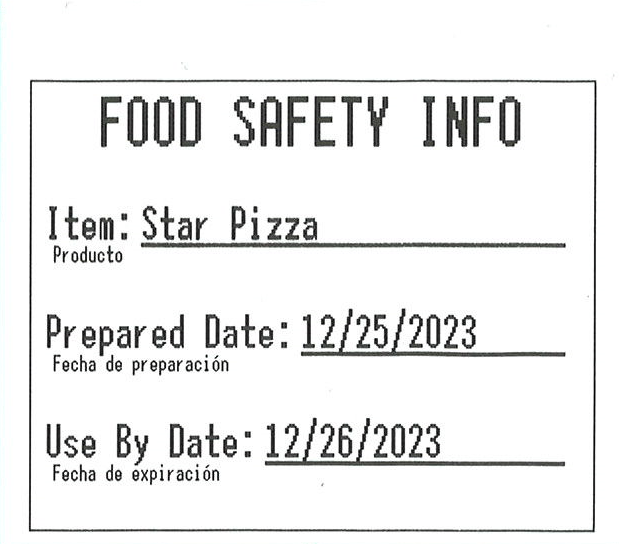 FOOD SAFETY INFO
Item: Star Pizza
Producto
Prepared Date: 12/25/2023
Fecha de preparación
Use By Date: 12/26/2023
Fecha de expiración